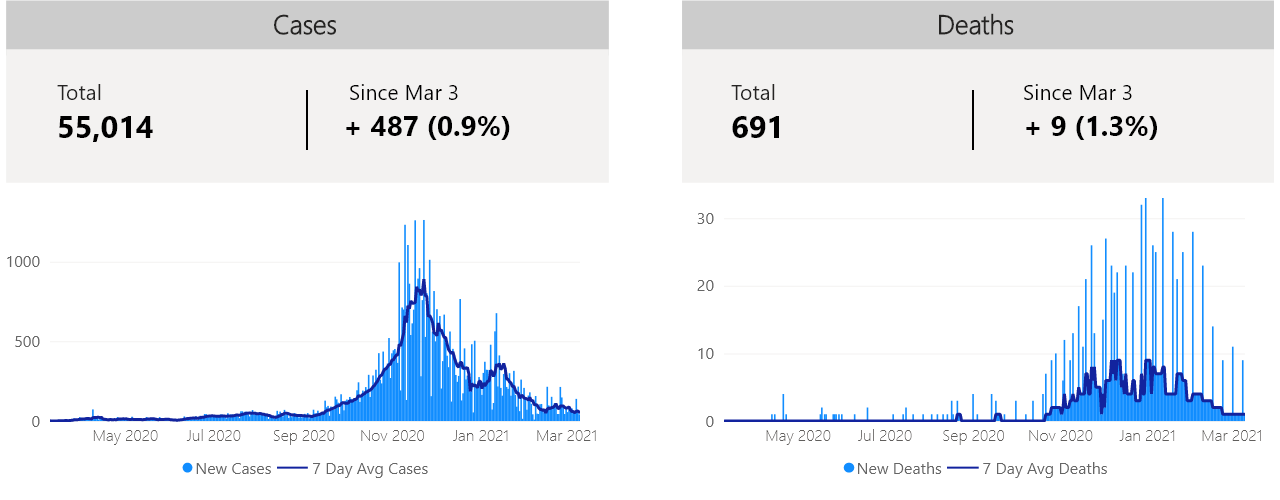 Cases
Total
55,014
Since Mar 3
+ 487 (0.9%)
1000
500
0
May 2020 Jul 2020 Sep 2020 Nov 2020 Jan 2021 Mar 2021
New Cases 7 Day Avg Cases
Deaths
Total
691
Since Mar 3
+ 9 (1.3%)
30
20
10
0
May 2020 Jul 2020 Sep 2020 Nov 2020 Jan 2021 Mar 2021
New Deaths 7 Day Avg Deaths